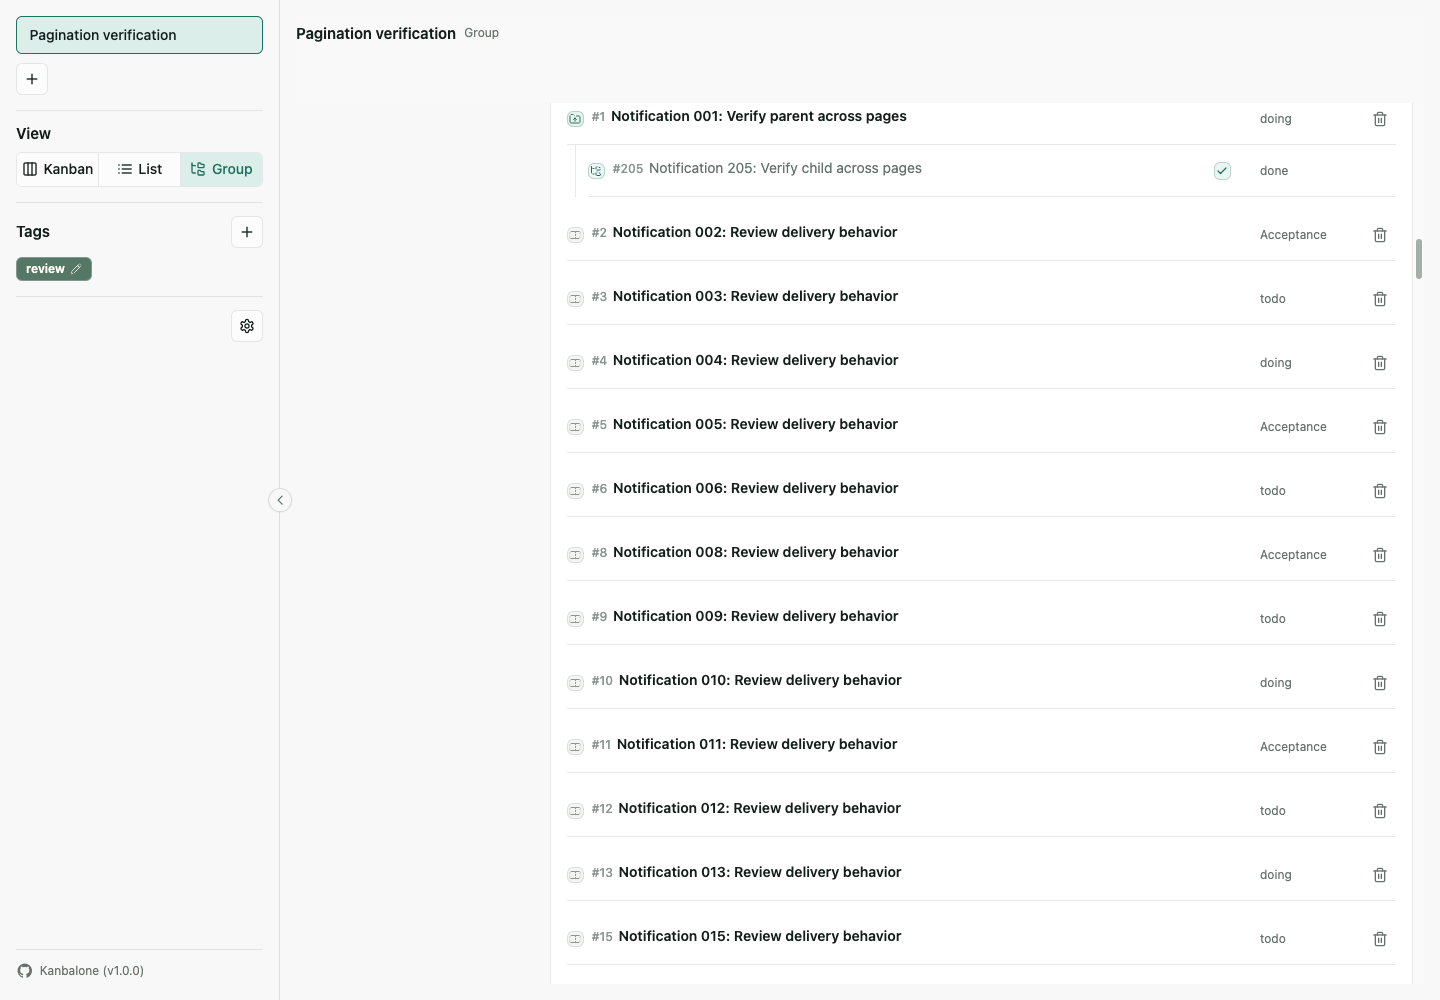 Pagination verification
View
Kanban List Group
Tags
review
Kanbalone (v1.0.0)
Pagination verification Group
#1 Notification 001: Verify parent across pages doing
#205 Notification 205: Verify child across pages done
#2 Notification 002: Review delivery behavior Acceptance
#3 Notification 003: Review delivery behavior todo
#4 Notification 004: Review delivery behavior doing
#5 Notification 005: Review delivery behavior Acceptance
#6 Notification 006: Review delivery behavior todo
#8 Notification 008: Review delivery behavior Acceptance
#9 Notification 009: Review delivery behavior todo
#10 Notification 010: Review delivery behavior doing
#11 Notification 011: Review delivery behavior Acceptance
#12 Notification 012: Review delivery behavior todo
#13 Notification 013: Review delivery behavior doing
#15 Notification 015: Review delivery behavior todo